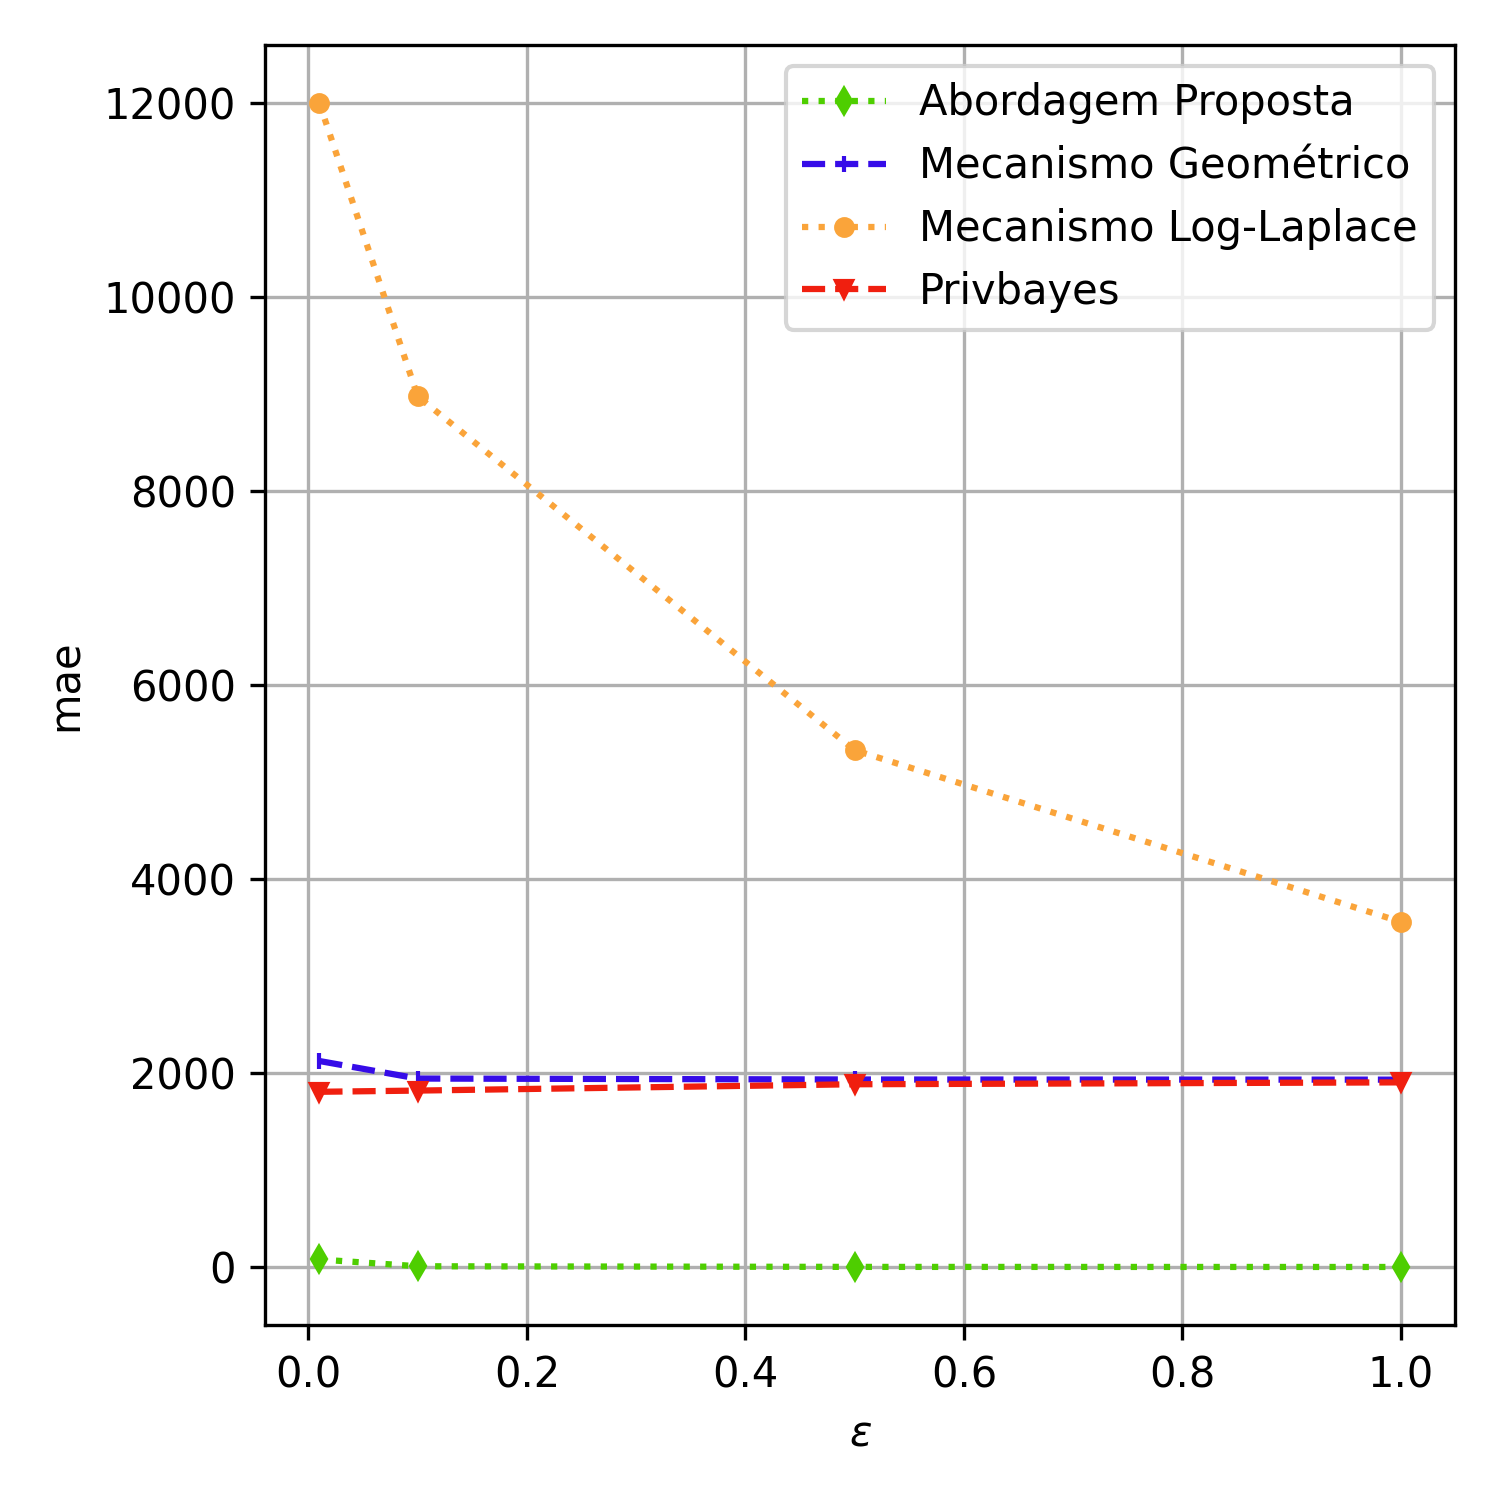 12000
10000
8000
6000
4000
2000
0
mae
Abordagem Proposta
Mecanismo Geométrico
Mecanismo Log-Laplace
Privbayes
0.0 0.2 0.4 0.6 0.8 1.0
ε